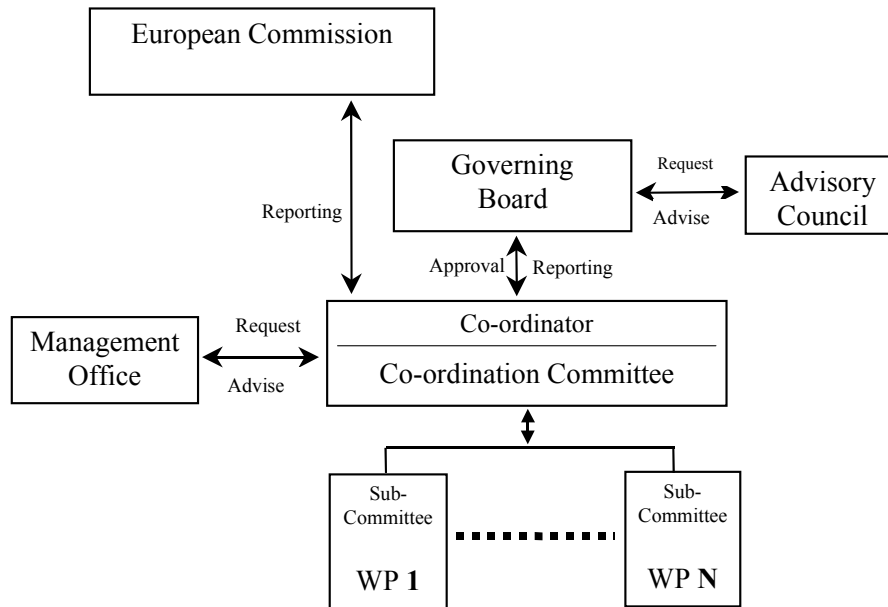 European Commission
Governing
Board
Request
Advise
Advisory
Council
Reporting
Approval
Reporting
Management
Office
Request
Advise
Co-ordinator
Co-ordination Committee
Sub-
Committee
WP 1
Sub-
Committee
WP N